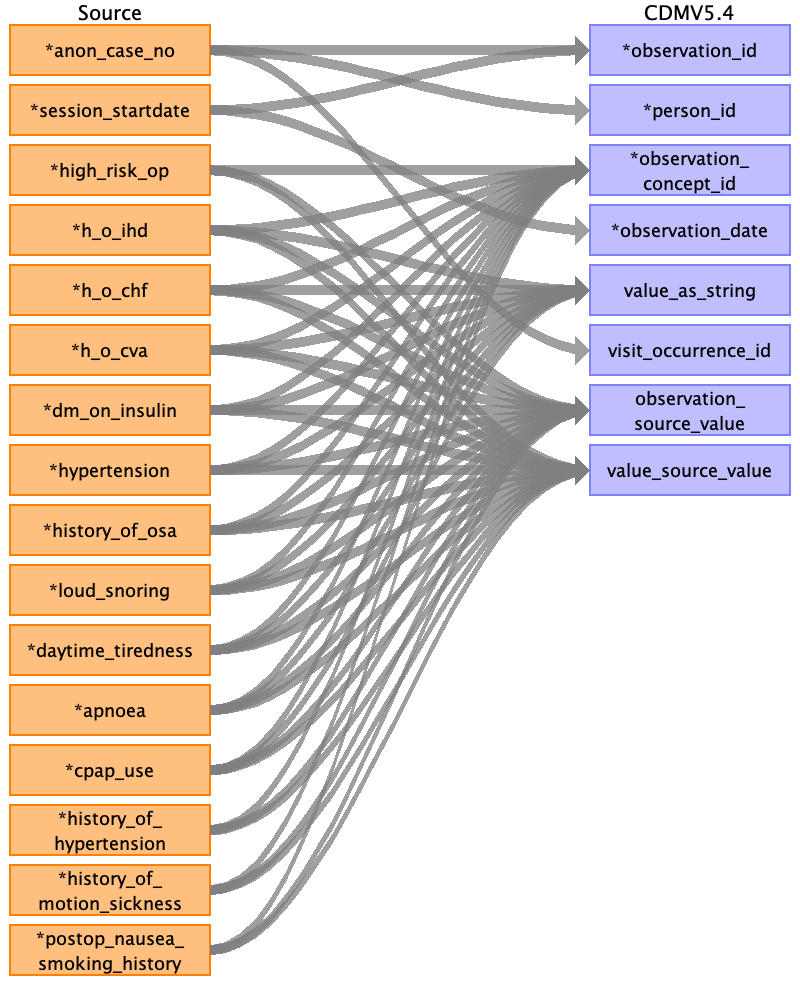 Source
*anon_case_no
*session_startdate
*high_risk_op
*h_o_ihd
*h_o_chf
*h_o_cva
*dm_on_insulin
*hypertension
*history_of_osa
*loud_snoring
*daytime_tiredness
*apnoea
*cpap_use
*history_of_
hypertension
*history_of_
motion_sickness
*postop_nausea_
smoking_history
CDMV5.4
*observation_id
*person_id
*observation_
concept_id
*observation_date
value_as_string
visit_occurrence_id
observation_
source_value
value_source_value